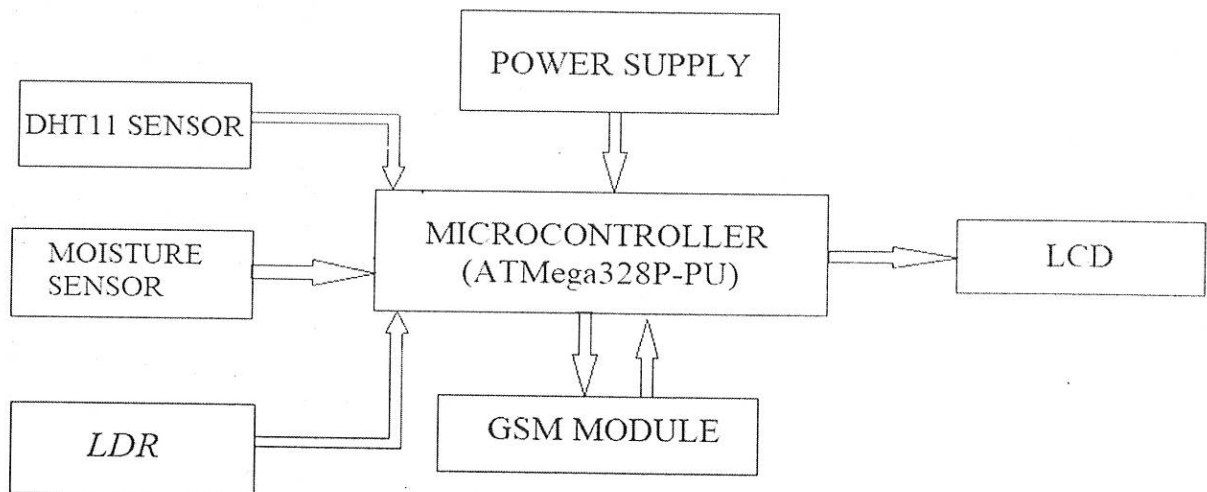 POWER SUPPLY
DHT11 SENSOR
MICROCONTROLLER
(ATMega328P-PU)
MOISTURE
SENSOR
LCD
GSM MODULE
LDR